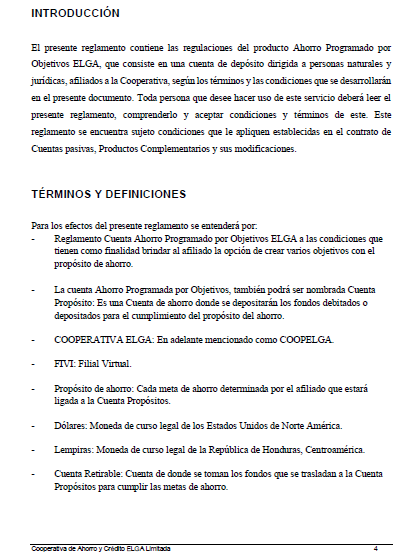 INTRODUCCIÓN
El presente reglamento contiene las regulaciones del producto Ahorro Programado por
Objetivos ELGA, que consiste en una cuenta de depósito dirigida a personas naturales y
jurídicas, afiliados a la Cooperativa, según los términos y las condiciones que se desarrollarán
en el presente documento. Toda persona que desee hacer uso de este servicio deberá leer el
presente reglamento, comprenderlo y aceptar condiciones y términos de este. Este
reglamento se encuentra sujeto condiciones que le apliquen establecidas en el contrato de
Cuentas pasivas, Productos Complementarios y sus modificaciones.
TÉRMINOS Y DEFINICIONES
Para los efectos del presente reglamento se entenderá por:
- Reglamento Cuenta Ahorro Programado por Objetivos ELGA a las condiciones que
tienen como finalidad brindar al afiliado la opción de crear varios objetivos con el
propósito de ahorro.
- La cuenta Ahorro Programada por Objetivos, también podrá ser nombrada Cuenta
Propósito: Es una Cuenta de ahorro donde se depositarán los fondos debitados o
depositados para el cumplimiento del propósito del ahorro.
- COOPERATIVA ELGA: En adelante mencionado como COOPELGA.
- FIVI: Filial Virtual.
- Propósito de ahorro: Cada meta de ahorro determinada por el afiliado que estará
ligada a la Cuenta Propósitos.
- Dólares: Moneda de curso legal de los Estados Unidos de Norte América.
- Lempiras: Moneda de curso legal de la República de Honduras, Centroamérica.
- Cuenta Retirable: Cuenta de donde se toman los fondos que se trasladan a la Cuenta
Propósitos para cumplir las metas de ahorro.
Cooperativa de Ahorro y Crédito ELGA Limitada 4